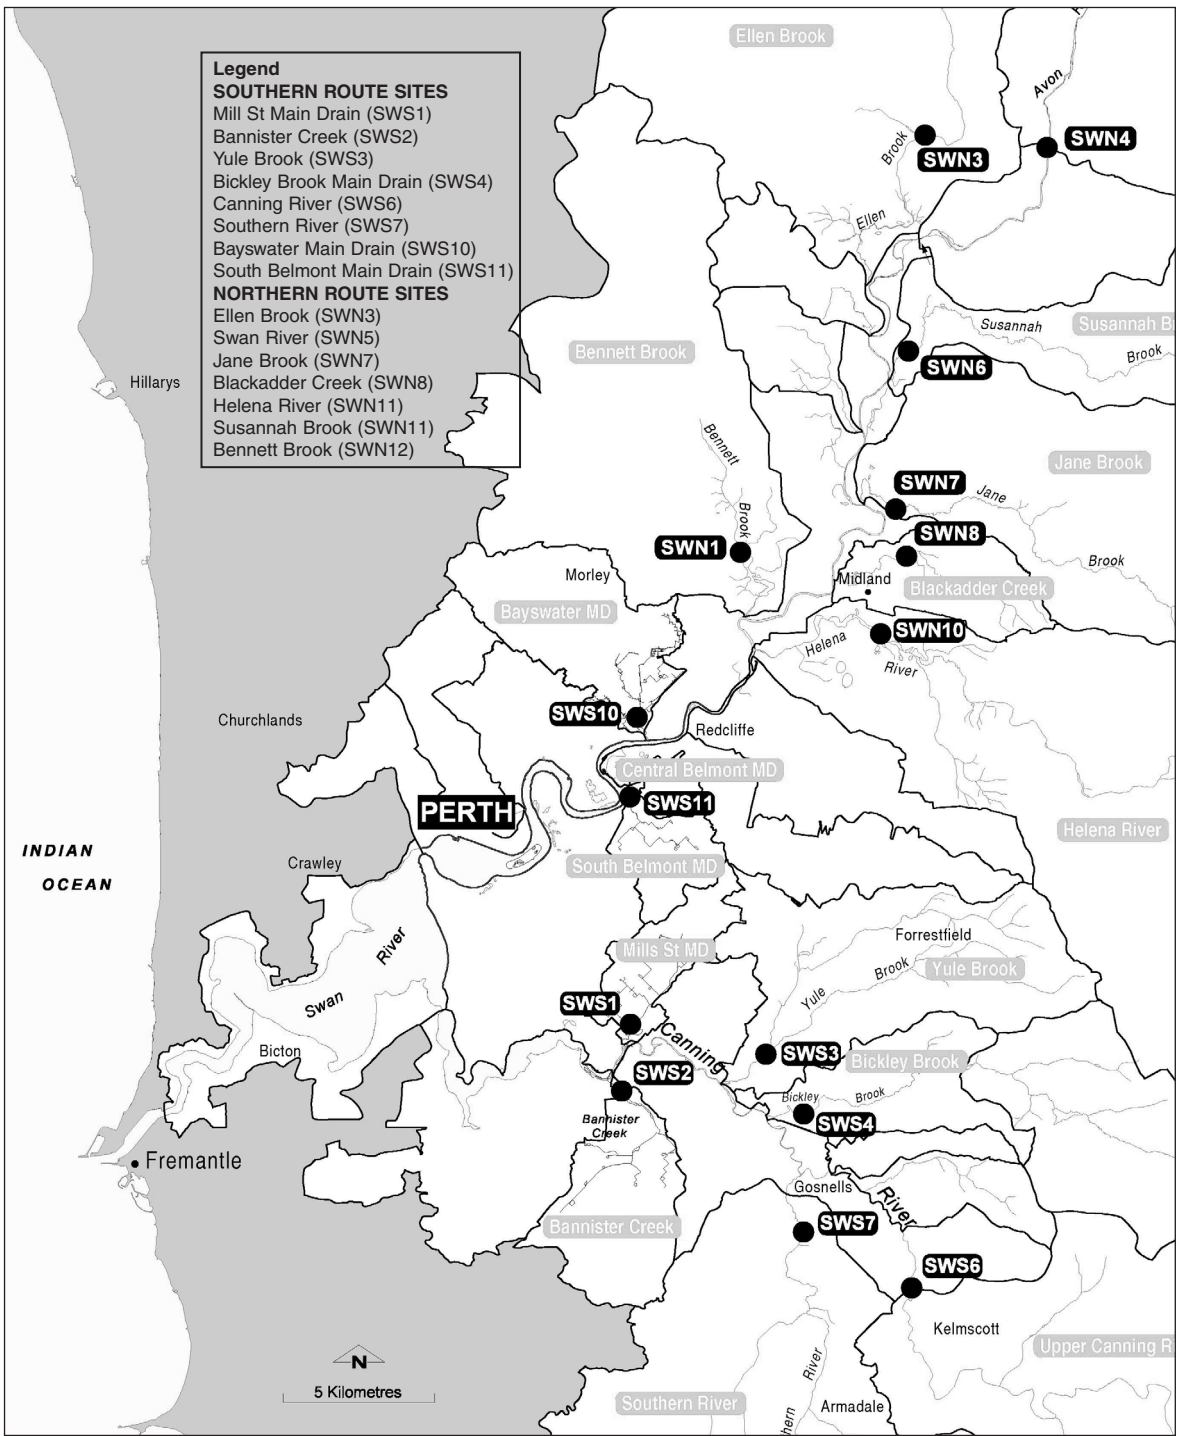 Legend
SOUTHERN ROUTE SITES
Mill St Main Drain (SWS1)
Bannister Creek (SWS2)
Yule Brook (SWS3)
Bickley Brook Main Drain (SWS4)
Canning River (SWS6)
Southern River (SWS7)
Bayswater Main Drain (SWS10)
South Belmont Main Drain (SWS11)
NORTHERN ROUTE SITES
Ellen Brook (SWN3)
Swan River (SWN5)
Jane Brook (SWN7)
Blackadder Creek (SWN8)
Helena River (SWN11)
Susannah Brook (SWN11)
Bennett Brook (SWN12)
Ellen Brook
Avon
SWN4
Brook
SWN3
Ellen
Susannah
Susannah B
Brook
Bennett Brook
SWN6
Hillarys
Bennett
Jane Brook
SWN7
Jane
Brook
SWN8
SWN1
Brook
Morley
Midland
Blackadder Creek
Bayswater MD
SWN10
Helena
River
SWS10
Churchlands
Redcliffe
Central Belmont MD
SWS11
PERTH
Helena River
INDIAN
OCEAN
Crawley
South Belmont MD
Forrestfield
River
Mills St MD
Brook
Yule Brook
Swan
Yule
SWS1
Canning
Bicton
SWS3
Bickley Brook
SWS2
Bickley
Brook
Bannister
Creek
SWS4
Fremantle
Gosnells
River
Bannister Creek
SWS7
SWS6
Kelmscott
Upper Canning R
N
5 Kilometres
River
Southern River
hern
Armadale